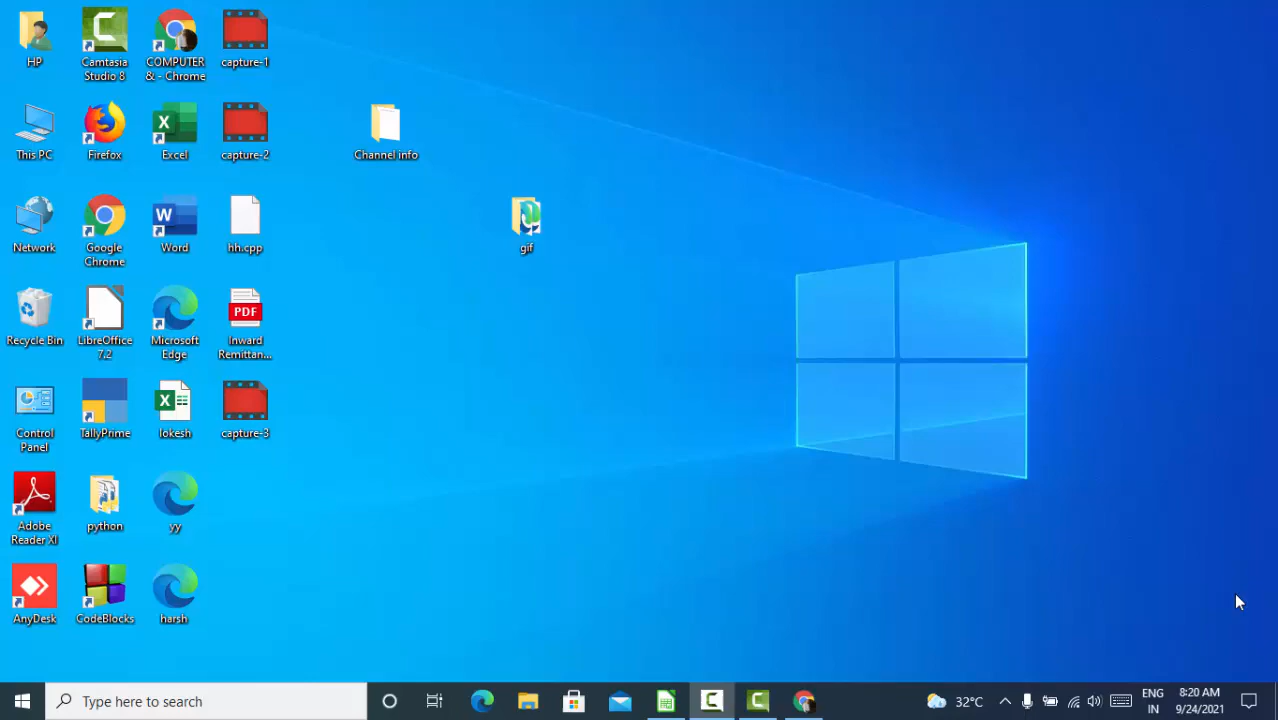 HP
Camtasia
Studio 8
COMPUTER
& - Chrome
capture-1
This PC
Firefox
Excel
capture-2
Channel info
Network
Google
Chrome
Word
hh.cpp
gif
Recycle Bin
LibreOffice
7.2
Microsoft
Edge
PDF
Inward
Remittan...
Control
Panel
TallyPrime
lokesh
capture-3
Adobe
Reader XI
python
yy
AnyDesk
CodeBlocks
harsh
Type here to search
32°C
ENG
IN
8:20 AM
9/24/2021